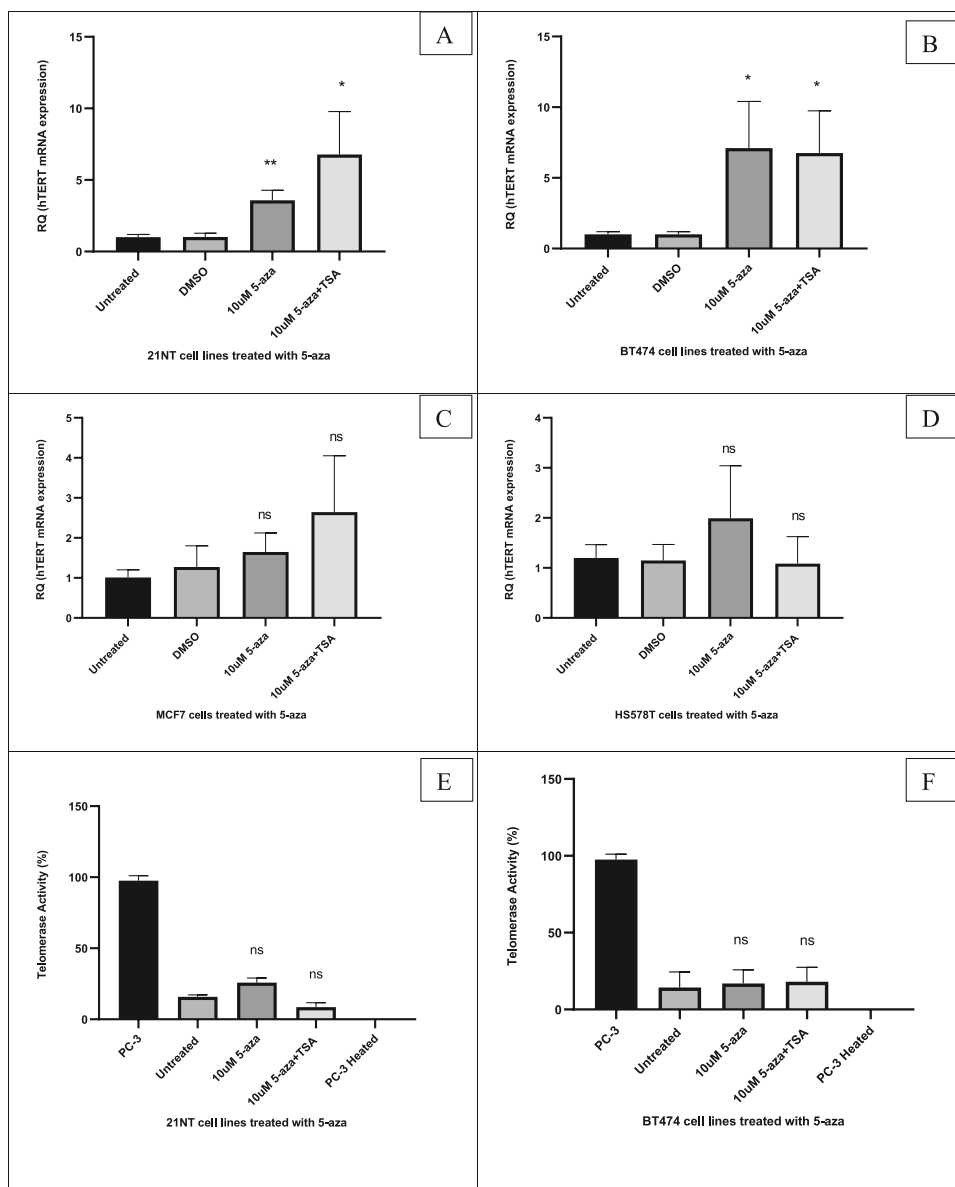 A
RQ (hTERT mRNA expression)
15
10
5
0
**
*
Untreated
DMSO
10uM 5-aza
10uM 5-aza+TSA
21NT cell lines treated with 5-aza
B
RQ (hTERT mRNA expression)
15
10
5
0
*
*
Untreated
DMSO
10uM 5-aza
10uM 5-aza+TSA
BT474 cell lines treated with 5-aza
C
RQ (hTERT mRNA expression)
5
4
3
2
1
0
ns
ns
Untreated
DMSO
10uM 5-aza
10uM 5-aza+TSA
MCF7 cells treated with 5-aza
D
RQ (hTERT mRNA expression)
4
3
2
1
0
ns
ns
Untreated
DMSO
10uM 5-aza
10uM 5-aza+TSA
HS578T cells treated with 5-aza
E
Telomerase Activity (%)
150
100
50
0
ns
ns
PC-3
Untreated
10uM 5-aza
10uM 5-aza+TSA
PC-3 Heated
21NT cell lines treated with 5-aza
F
Telomerase Activity (%)
150
100
50
0
ns
ns
PC-3
Untreated
10uM 5-aza
10uM 5-aza+TSA
PC-3 Heated
BT474 cell lines treated with 5-aza